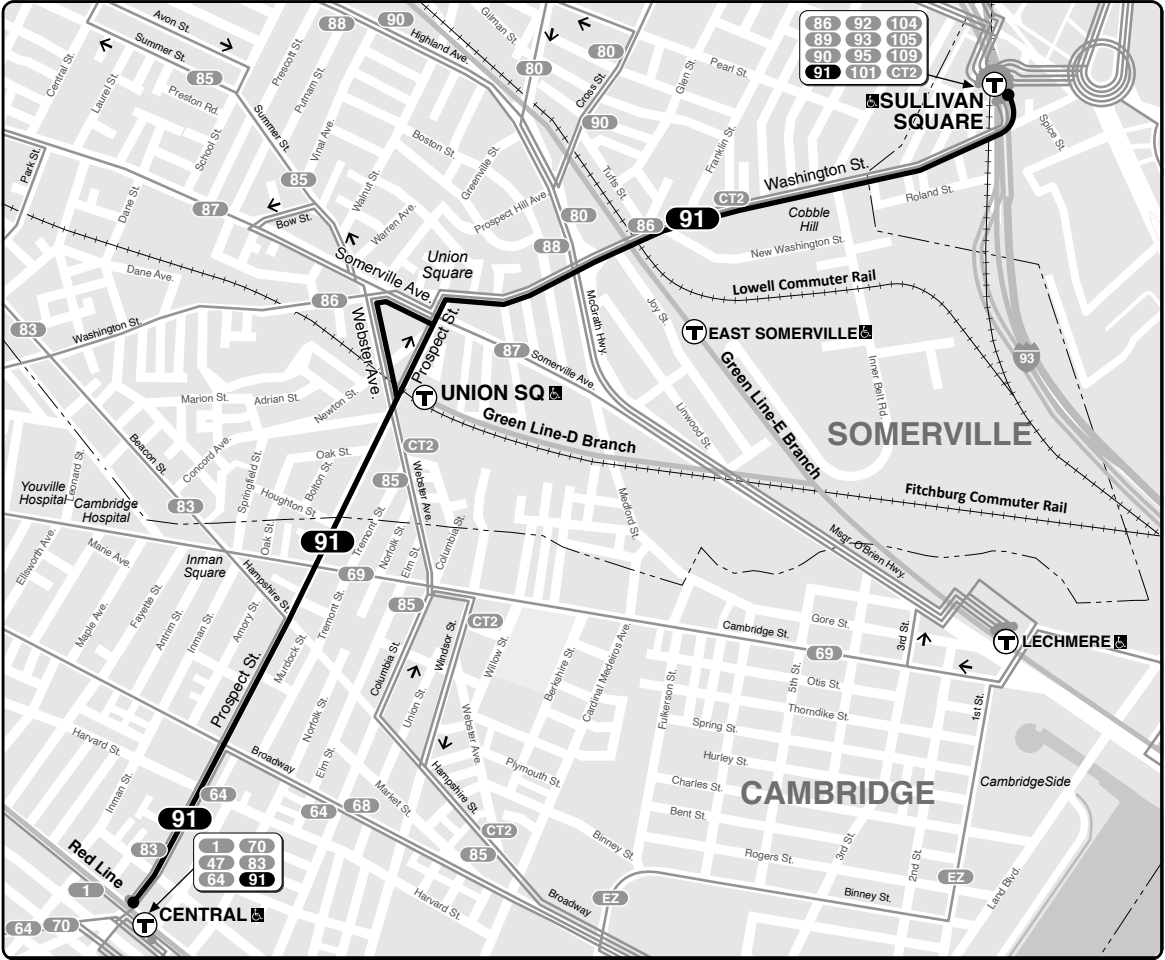 Avon St.
Summer St.
85
Central St.
Laurel St.
Preston Rd.
School St.
Prescott St.
Putnam St.
Summer St.
Vinal Ave.
85
88
90
Highland Ave.
Gilman St.
80
80
Cross St.
90
Glen St.
Pearl St.
Franklin St.
Tufts St.
86 92 104
89 93 105
90 95 109
91 101 CT2
T
SULLIVAN
SQUARE
Spice St.
Park St.
Dane St.
87
Bow St.
Walnut St.
Warren Ave.
Boston St.
Greenville St.
Prospect Hill Ave.
80
88
86
91
CT2
Washington St.
Cobble
Hill
Roland St.
New Washington St.
Lowell Commuter Rail
Dane Ave.
Somerville Ave.
Union
Square
86
83
Washington St.
Webster Ave.
Prospect St.
87
Somerville Ave.
McGrath Hwy.
Joy St.
T
EAST SOMERVILLE
Green Line-E Branch
Inner Belt Rd.
93
SOMERVILLE
Marion St.
Adrian St.
Newton St.
T
UNION SQ
Green Line-D Branch
Linwood St.
Fitchburg Commuter Rail
Beacon St.
Concord Ave.
Springfield St.
Oak St.
Bolton St.
Houghton St.
CT2
85
Webster Ave.
Medford St.
Youville
Hospital
Leonard St.
Cambridge
Hospital
83
Oak St.
91
Tremont St.
Norfolk St.
Elm St.
Columbia St.
Msgr. O'Brien Hwy.
Ellsworth Ave.
Marie Ave.
Inman
Square
Hampshire St.
69
85
CT2
Maple Ave.
Fayette St.
Antrim St.
Inman St.
Amory St.
Murdock St.
Tremont St.
Columbia St.
Windsor St.
Willow St.
Union St.
Webster Ave.
Berkshire St.
Cardinal Medeiros Ave.
Cambridge St.
69
Gore St.
3rd St.
T
LECHMERE
Fulkerson St.
5th St.
Otis St.
Thorndike St.
1st St.
Spring St.
Hurley St.
Charles St.
Bent St.
CAMBRIDGE
CambridgeSide
Prospect St.
Norfolk St.
Elm St.
Harvard St.
Inman St.
Broadway
64
91
64
68
Market St.
Hampshire St.
Plymouth St.
CT2
85
Binney St.
Rogers St.
3rd St.
2nd St.
EZ
EZ
Binney St.
Land Blvd.
83
1 70
47 83
64 91
Red Line
1
64
70
T
CENTRAL
Harvard St.
Broadway